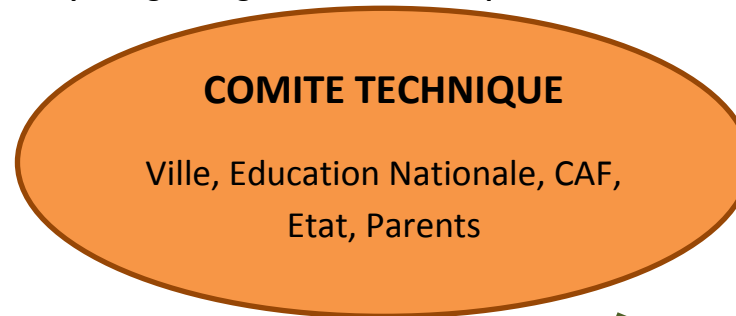 COMITE TECHNIQUE
Ville, Education Nationale, CAF,
Etat, Parents